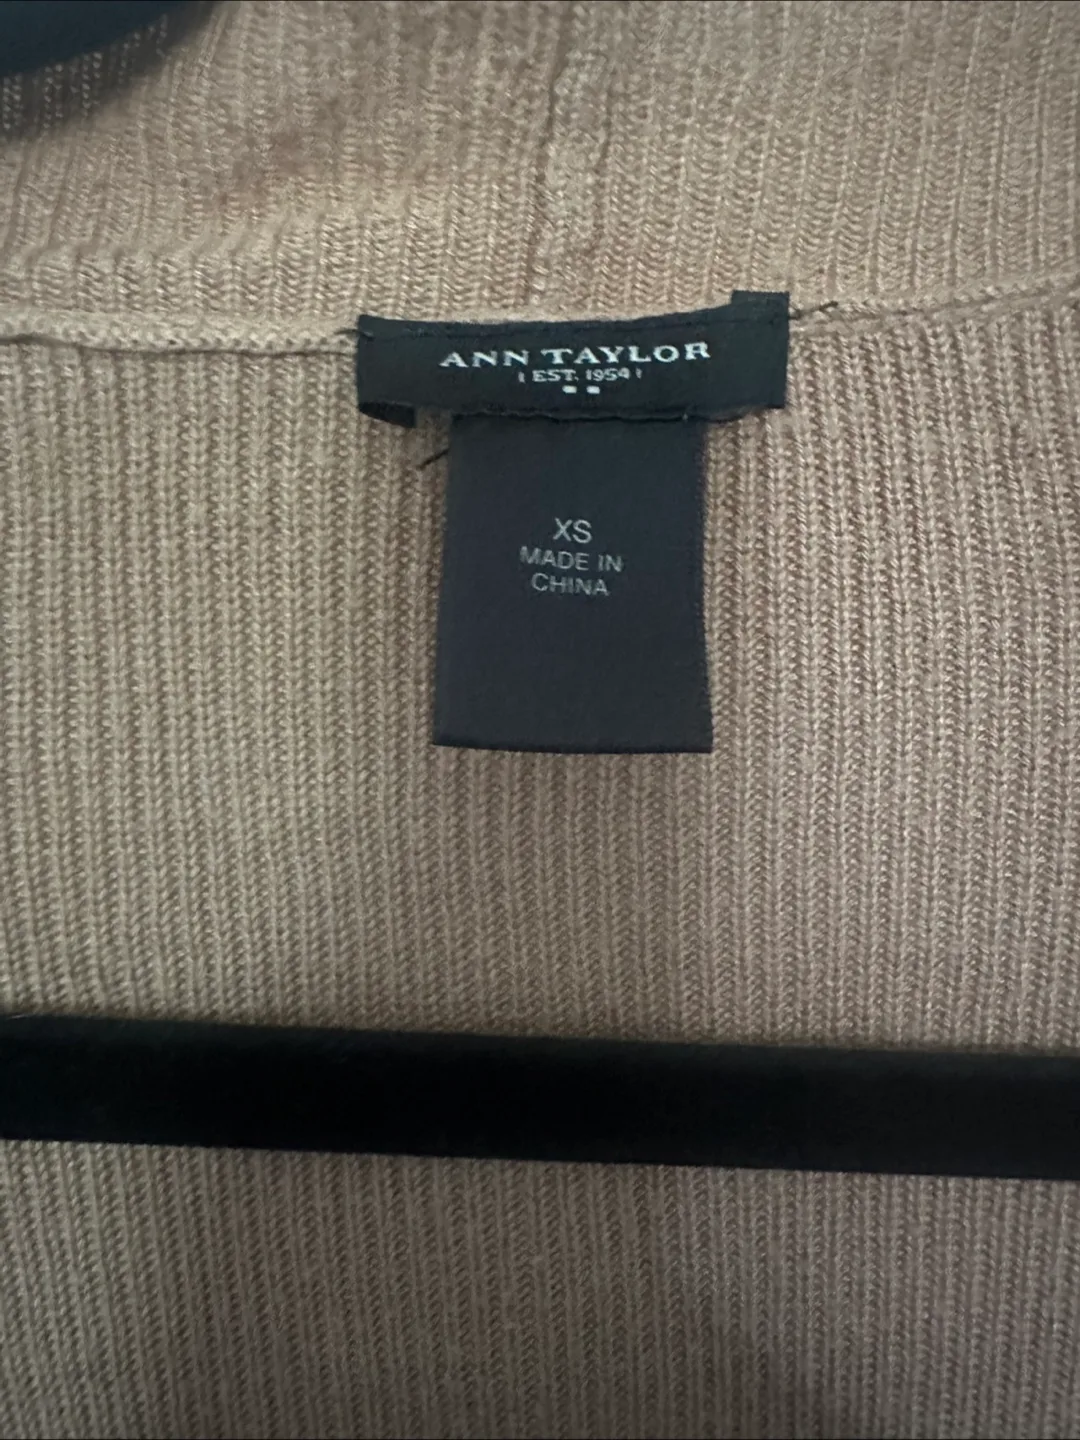 ANN TAYLOR
EST. 1954
XS
MADE IN
CHINA